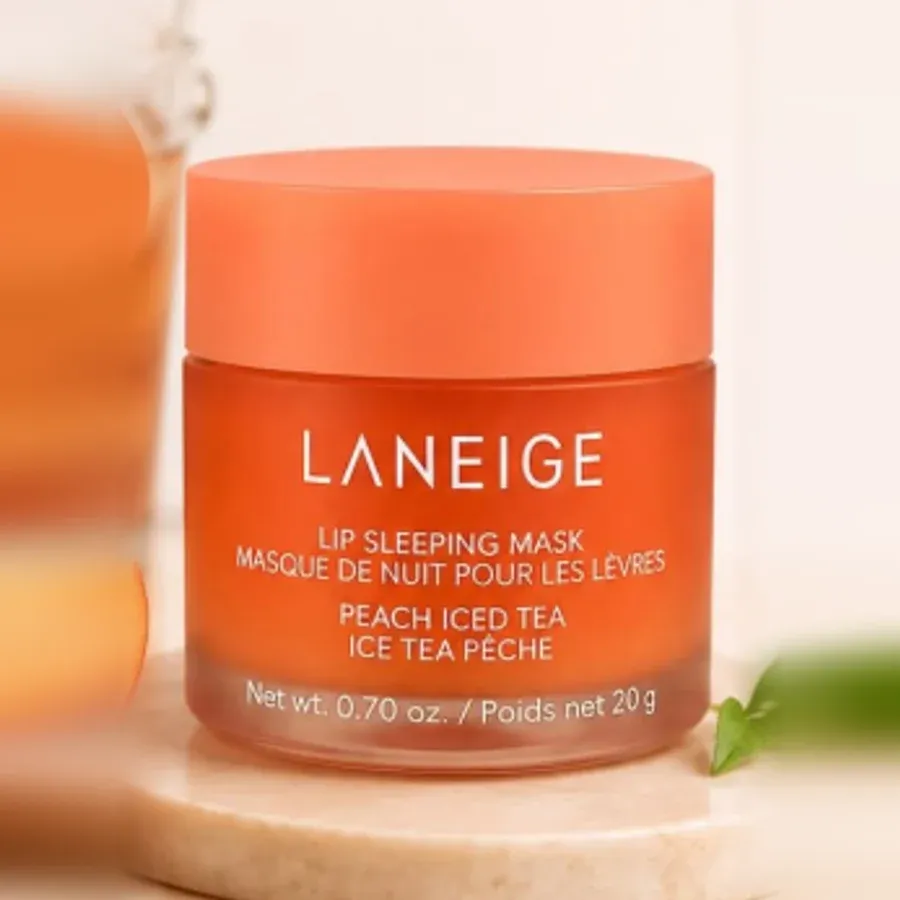 LANEIGE
LIP SLEEPING MASK
MASQUE DE NUIT POUR LES LÈVRES
PEACH ICED TEA
ICE TEA PÊCHE
Net wt. 0.70 oz. / Poids net 20 g